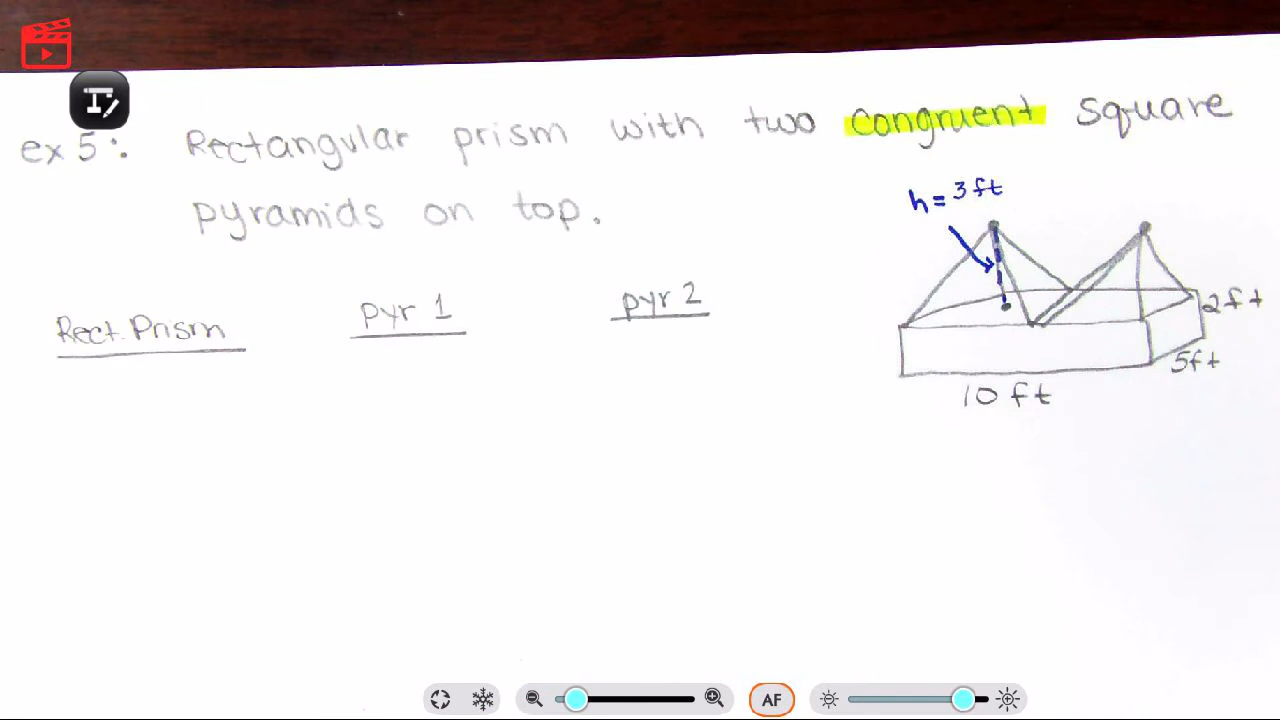 ex 5: Rectangular prism with two congruent square
pyramids on top.
h = 3 ft
Rect. Prism
pyr 1
pyr 2
2 ft
5 ft
10 ft
AF